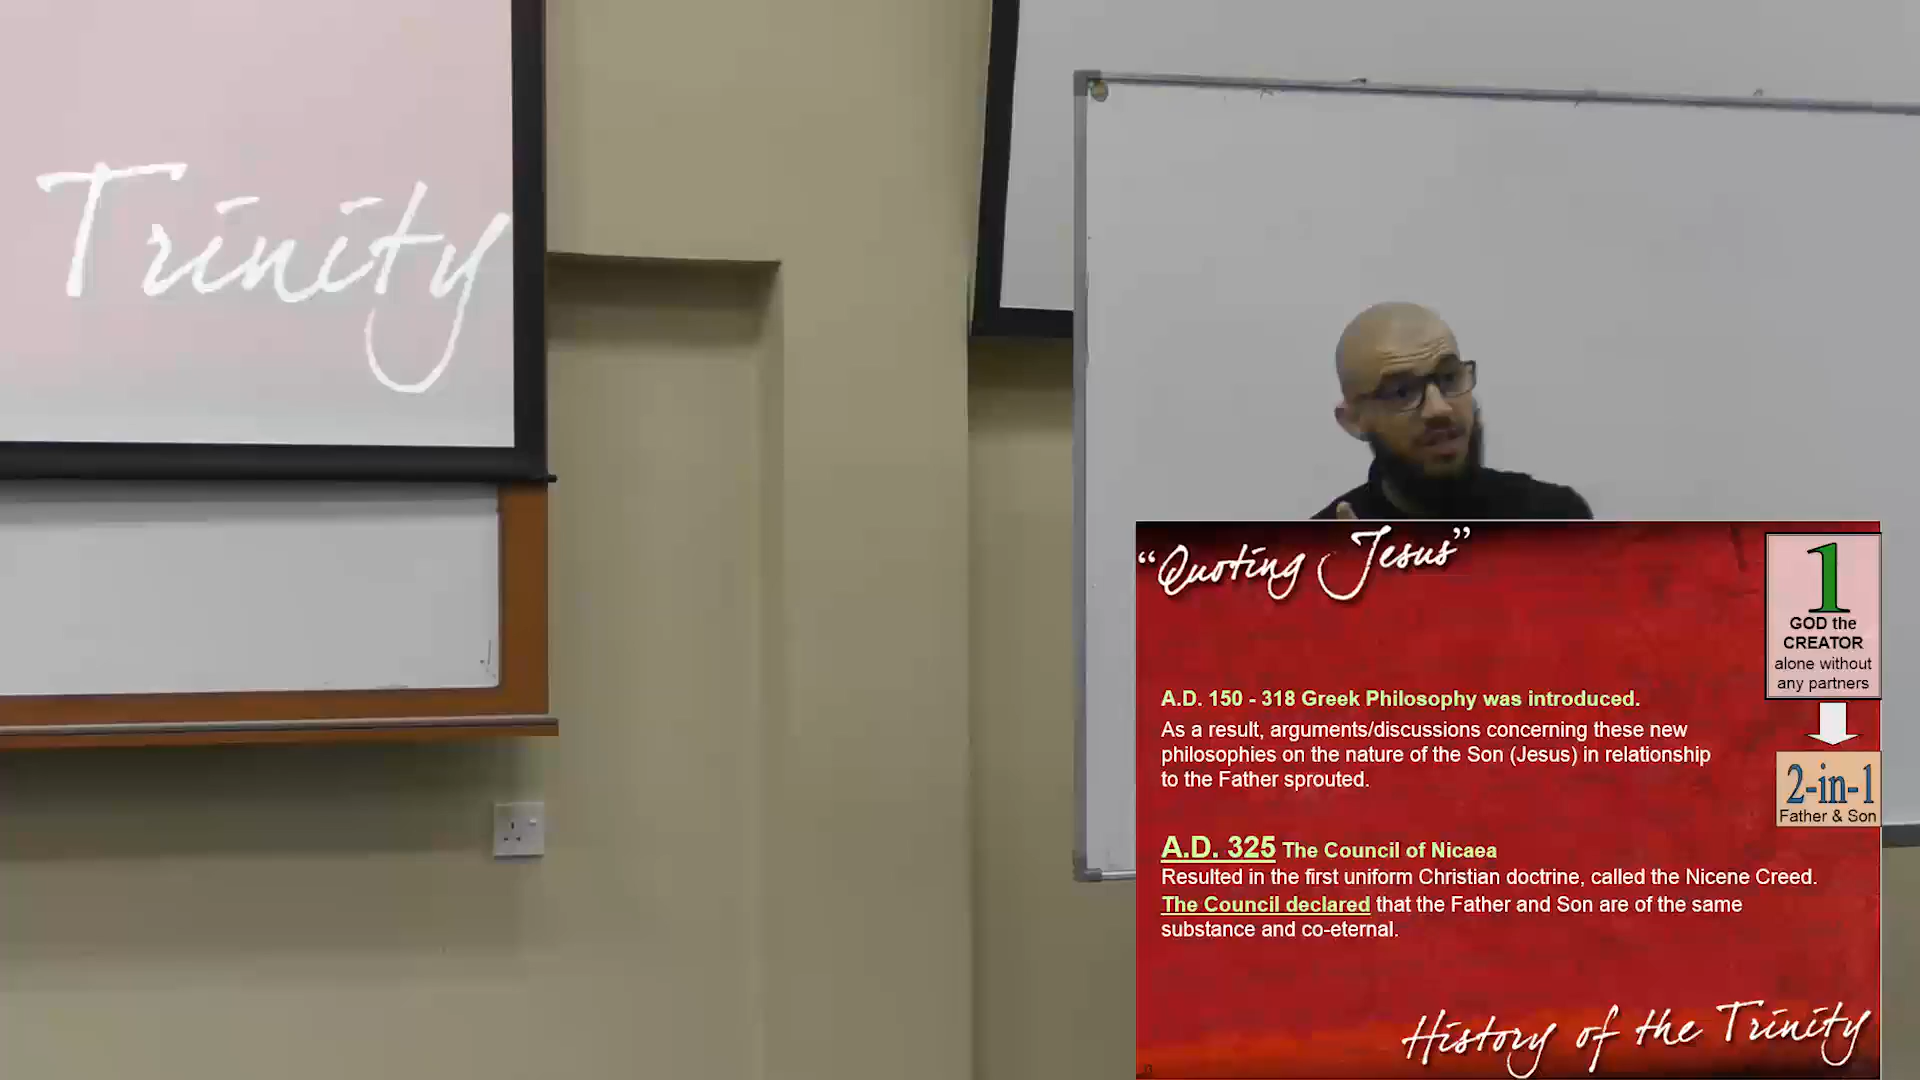 Trinity
“Quoting Jesus”
1
GOD the
CREATOR
alone without
any partners
2-in-1
Father & Son
A.D. 150 - 318 Greek Philosophy was introduced.
As a result, arguments/discussions concerning these new
philosophies on the nature of the Son (Jesus) in relationship
to the Father sprouted.
A.D. 325 The Council of Nicaea
Resulted in the first uniform Christian doctrine, called the Nicene Creed.
The Council declared that the Father and Son are of the same
substance and co-eternal.
History of the Trinity